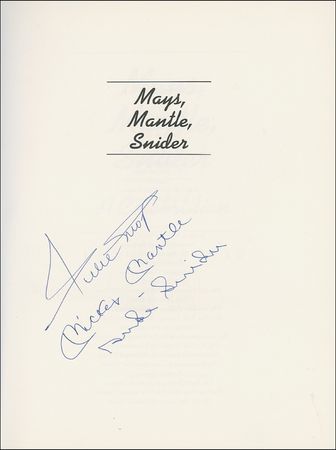 Mays,
Mantle,
Snider
Willie Mays
Mickey Mantle
Duke Snider